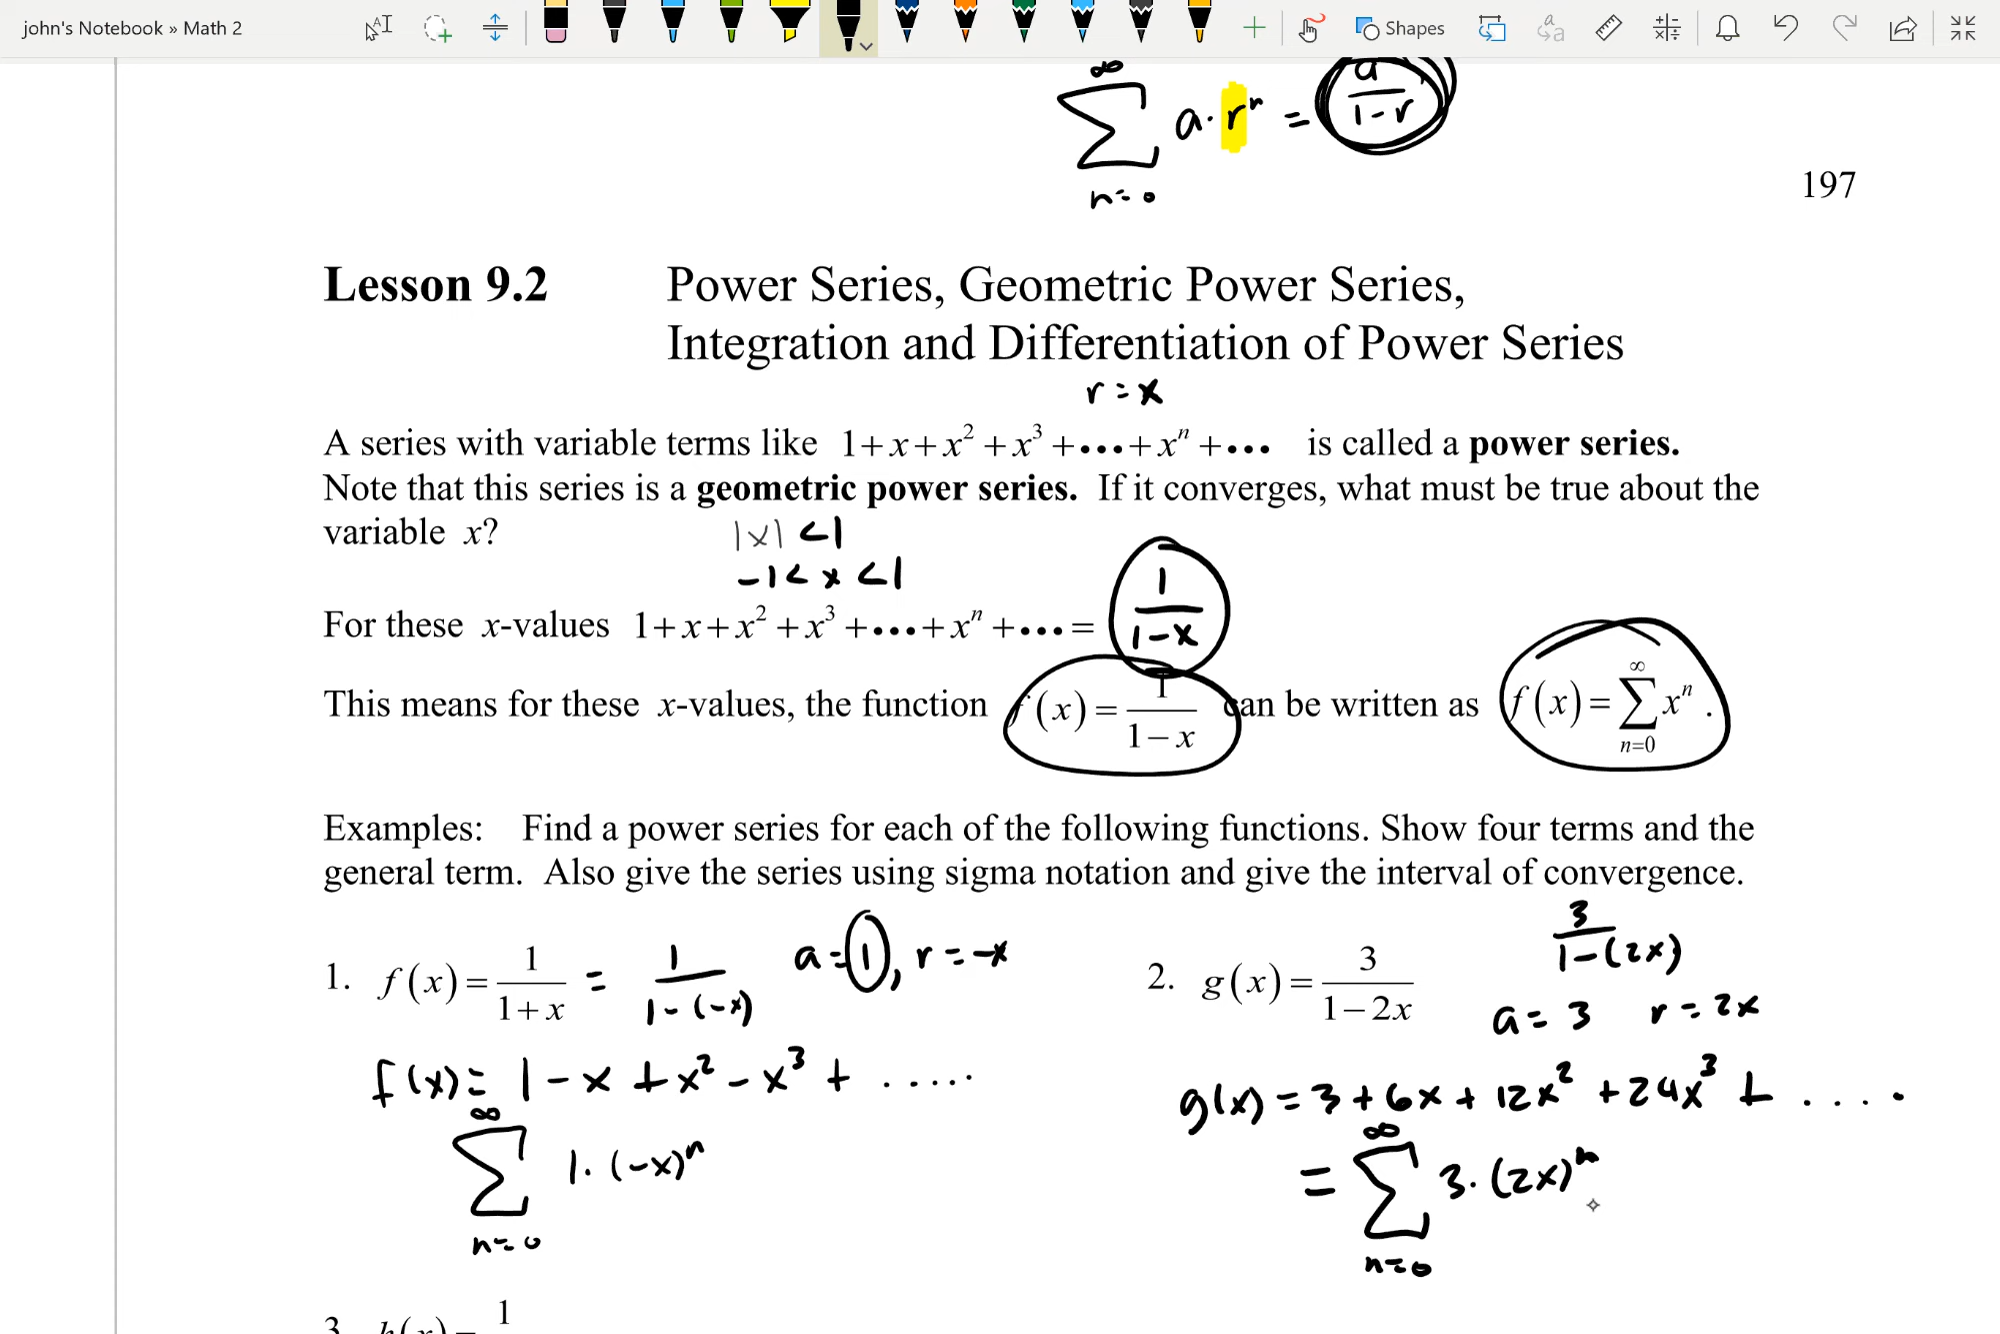 john's Notebook » Math 2
Shapes
∞
∑ a · rⁿ = a/(1-r)
n=0
197
Lesson 9.2 Power Series, Geometric Power Series,
Integration and Differentiation of Power Series
r = x
A series with variable terms like 1+x+x²+x³+•••+xⁿ+••• is called a power series.
Note that this series is a geometric power series. If it converges, what must be true about the
variable x?
|x| < 1
-1 < x < 1
For these x-values 1+x+x²+x³+•••+xⁿ+•••= 1/(1-x)
This means for these x-values, the function f(x)= 1/(1-x) can be written as f(x)= ∞∑n=0 xⁿ.
Examples: Find a power series for each of the following functions. Show four terms and the
general term. Also give the series using sigma notation and give the interval of convergence.
1. f(x)= 1/(1+x) = 1/(1-(-x)) a=1, r=-x
f(x)= 1 - x + x² - x³ + .....
∞
∑ 1·(-x)ⁿ
n=0
2. g(x)= 3/(1-2x) 3/(1-(2x))
a=3 r=2x
g(x) = 3+6x+12x²+24x³+ ....
∞
= ∑ 3·(2x)ⁿ
n=0
3. h(x)= 1